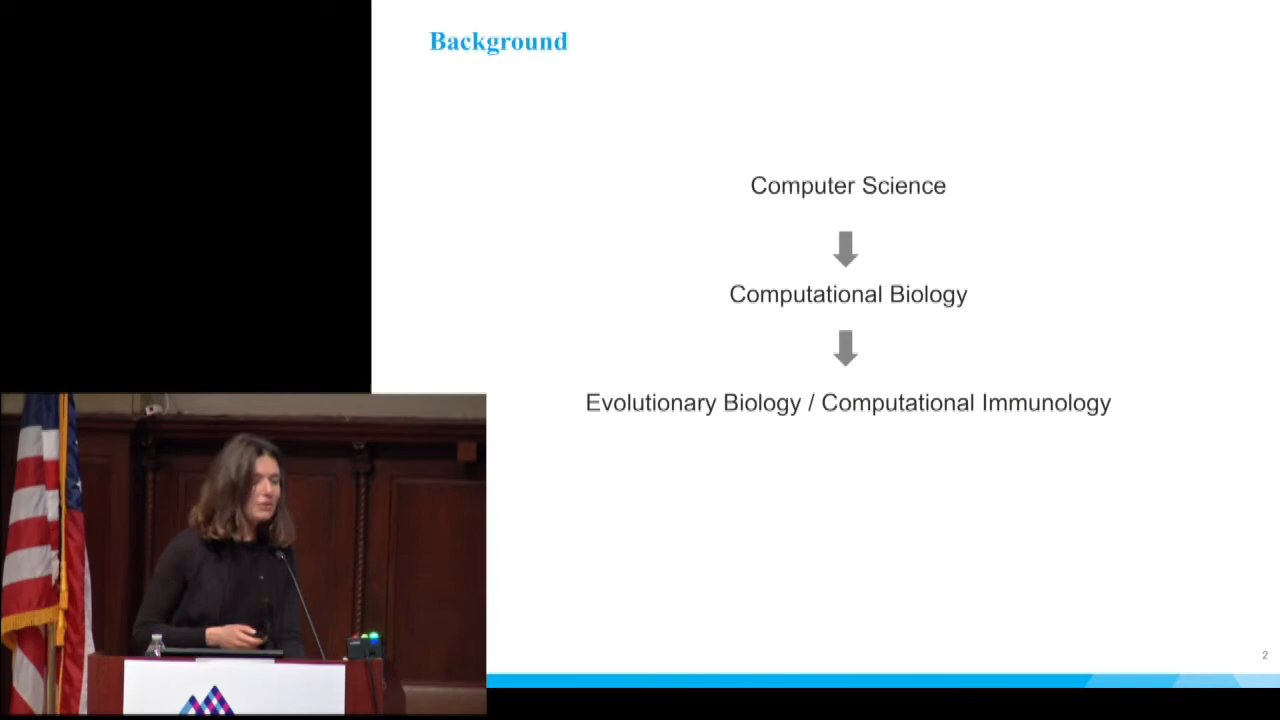 Background
Computer Science
Computational Biology
Evolutionary Biology / Computational Immunology
2